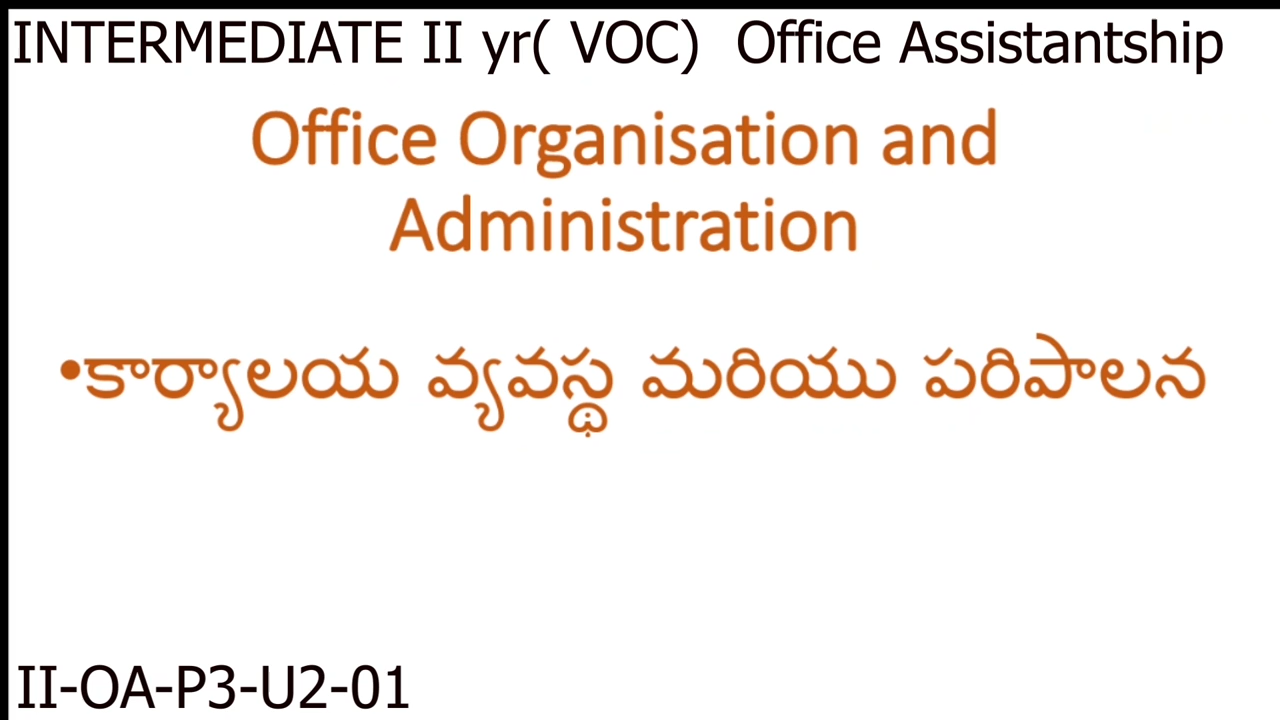 INTERMEDIATE II yr( VOC)  Office Assistantship
Office Organisation and
Administration
•కార్యాలయ వ్యవస్థ మరియు పరిపాలన
II-OA-P3-U2-01